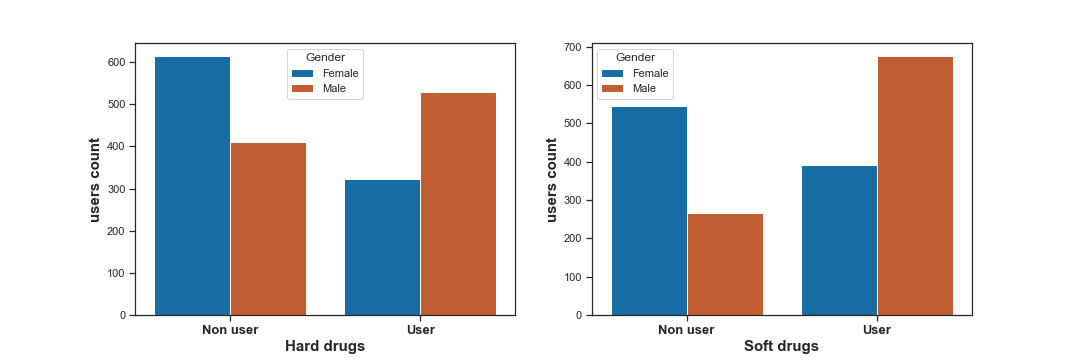 Gender
Female
Male
600
500
400
300
200
100
0
users count
Non user
User
Hard drugs
Gender
Female
Male
700
600
500
400
300
200
100
0
users count
Non user
User
Soft drugs